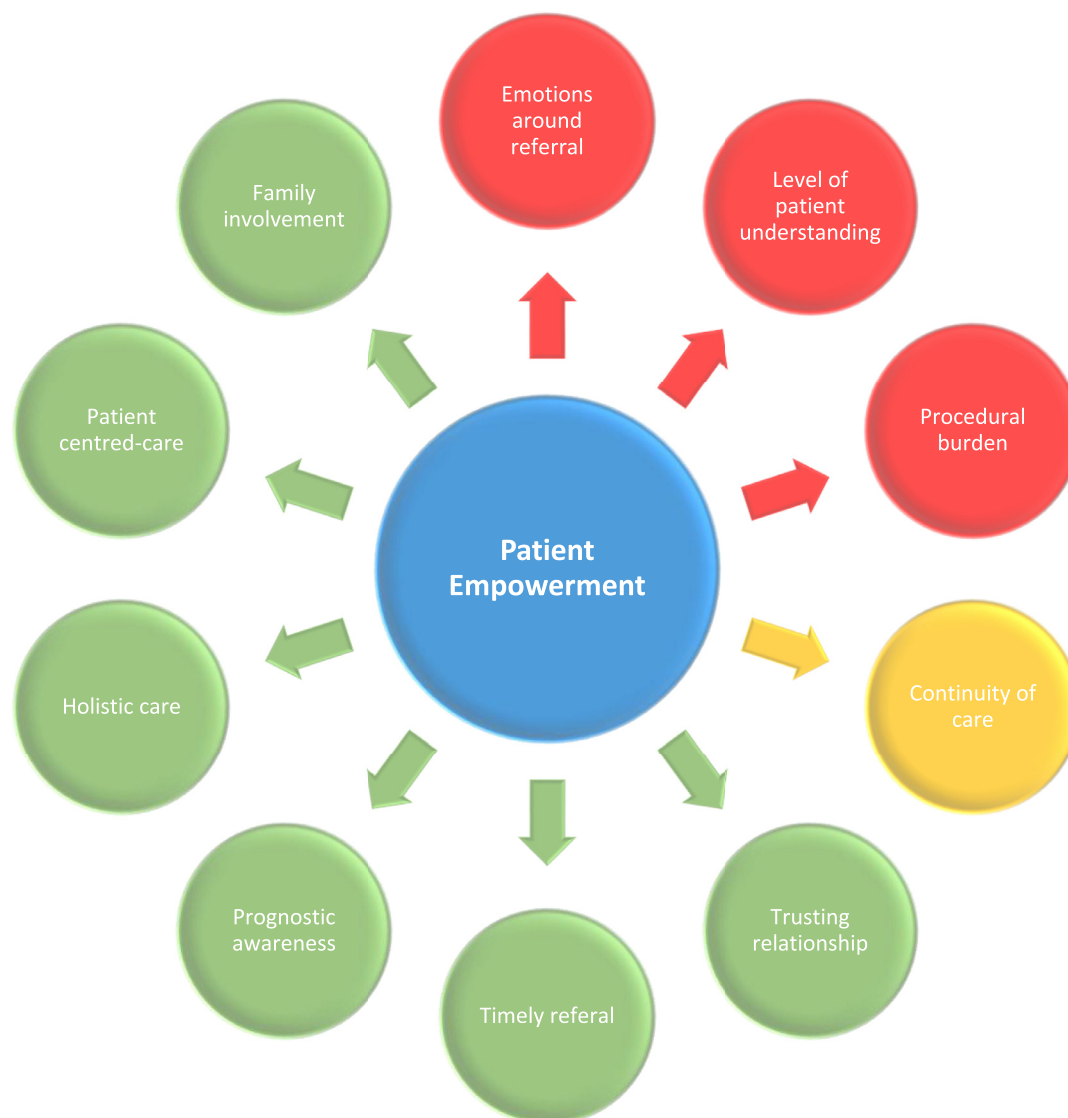 Emotions
around
referral
Level of
patient
understanding
Procedural
burden
Continuity of
care
Trusting
relationship
Timely referal
Prognostic
awareness
Holistic care
Patient
centred-care
Family
involvement
Patient
Empowerment